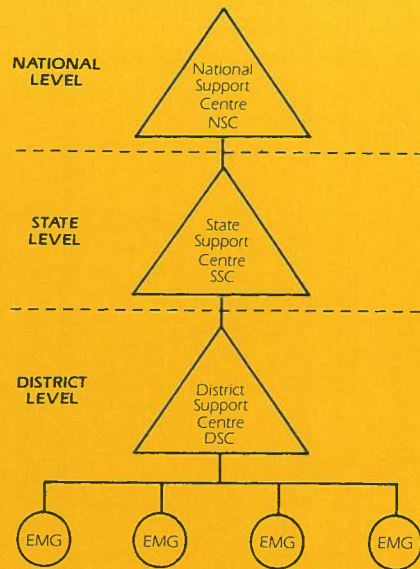 NATIONAL
LEVEL
National
Support
Centre
NSC
STATE
LEVEL
State
Support
Centre
SSC
DISTRICT
LEVEL
District
Support
Centre
DSC
EMG EMG EMG EMG